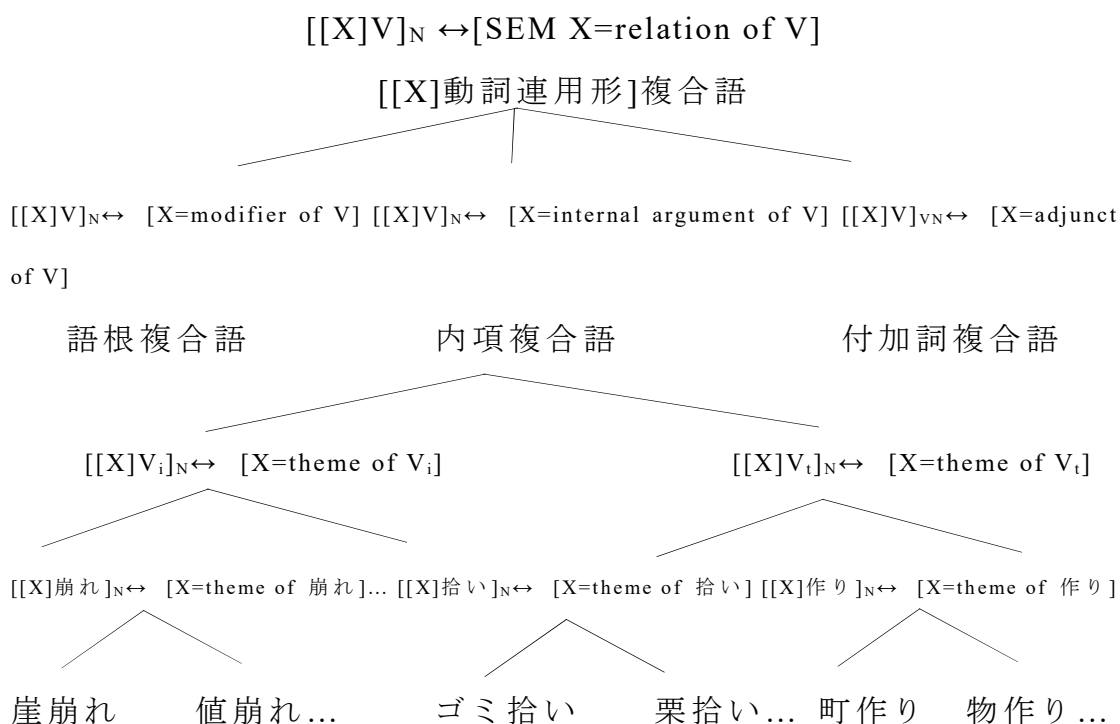 [[X]V]N ↔[SEM X=relation of V]
[[X]動詞連用形]複合語
[[X]V]N↔ [X=modifier of V] [[X]V]N↔ [X=internal argument of V] [[X]V]VN↔ [X=adjunct
of V]
語根複合語 内項複合語 付加詞複合語
[[X]Vi]N↔ [X=theme of Vi] [[X]Vt]N↔ [X=theme of Vt]
[[X]崩れ]N↔ [X=theme of 崩れ]... [[X]拾い]N↔ [X=theme of 拾い] [[X]作り]N↔ [X=theme of 作り]
崖崩れ 値崩れ... ゴミ拾い 栗拾い... 町作り 物作り...